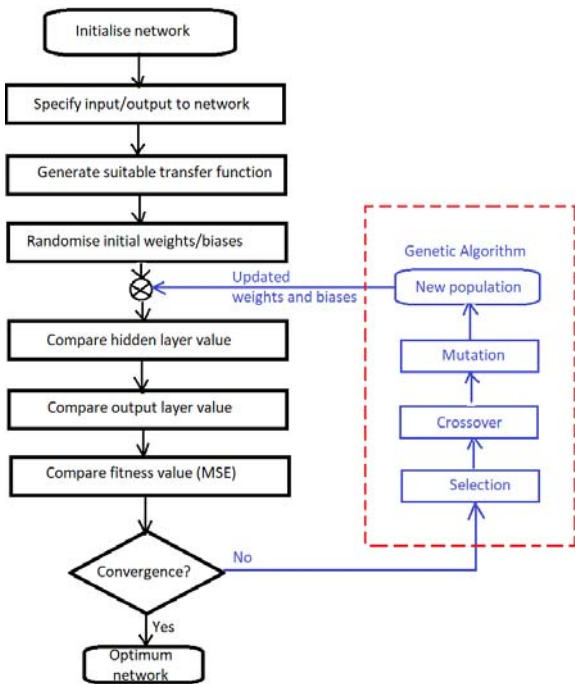 Initialise network
Specify input/output to network
Generate suitable transfer function
Randomise initial weights/biases
Updated
weights and biases
Compare hidden layer value
Compare output layer value
Compare fitness value (MSE)
Convergence?
No
Yes
Optimum
network
Genetic Algorithm
New population
Mutation
Crossover
Selection